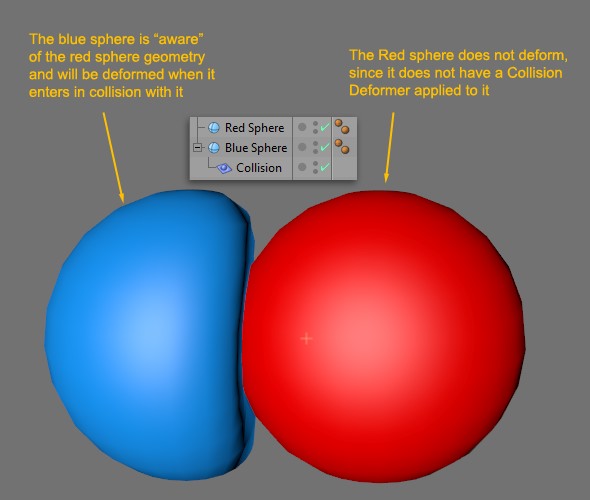 The blue sphere is “aware”
of the red sphere geometry
and will be deformed when it
enters in collision with it
The Red sphere does not deform,
since it does not have a Collision
Deformer applied to it
Red Sphere
Blue Sphere
Collision